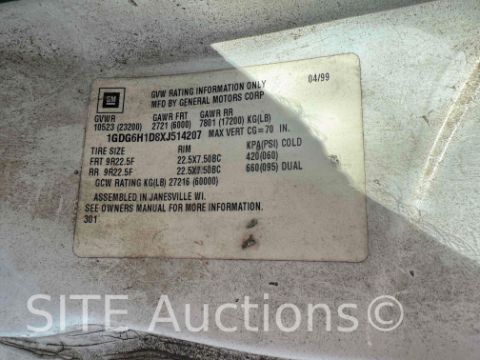 GVW RATING INFORMATION ONLY 04/99
GM MFD BY GENERAL MOTORS CORP
GVWR GAWR FRT GAWR RR
10523 (23200) 2721 (6000) 7801 (17200) KG(LB)
1GDG6H1D8XJ514207 MAX VERT CG= 70 IN.
TIRE SIZE RIM KPA(PSI) COLD
FRT 9R22.5F 22.5X7.50BC 420(060)
RR 9R22.5F 22.5X7.50BC 660(095) DUAL
GCW RATING KG(LB) 27216 (60000)
ASSEMBLED IN JANESVILLE WI.
SEE OWNERS MANUAL FOR MORE INFORMATION.
301
SITE Auctions©